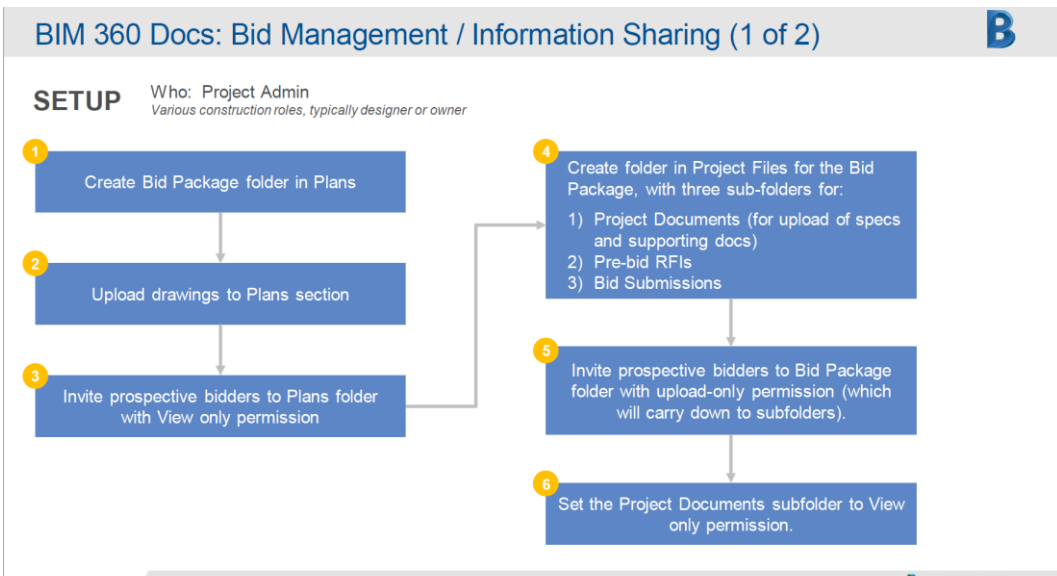 BIM 360 Docs: Bid Management / Information Sharing (1 of 2)
B
SETUP
Who: Project Admin
Various construction roles, typically designer or owner
1
Create Bid Package folder in Plans
2
Upload drawings to Plans section
3
Invite prospective bidders to Plans folder
with View only permission
4
Create folder in Project Files for the Bid
Package, with three sub-folders for:
1) Project Documents (for upload of specs
and supporting docs)
2) Pre-bid RFIs
3) Bid Submissions
5
Invite prospective bidders to Bid Package
folder with upload-only permission (which
will carry down to subfolders).
6
Set the Project Documents subfolder to View
only permission.